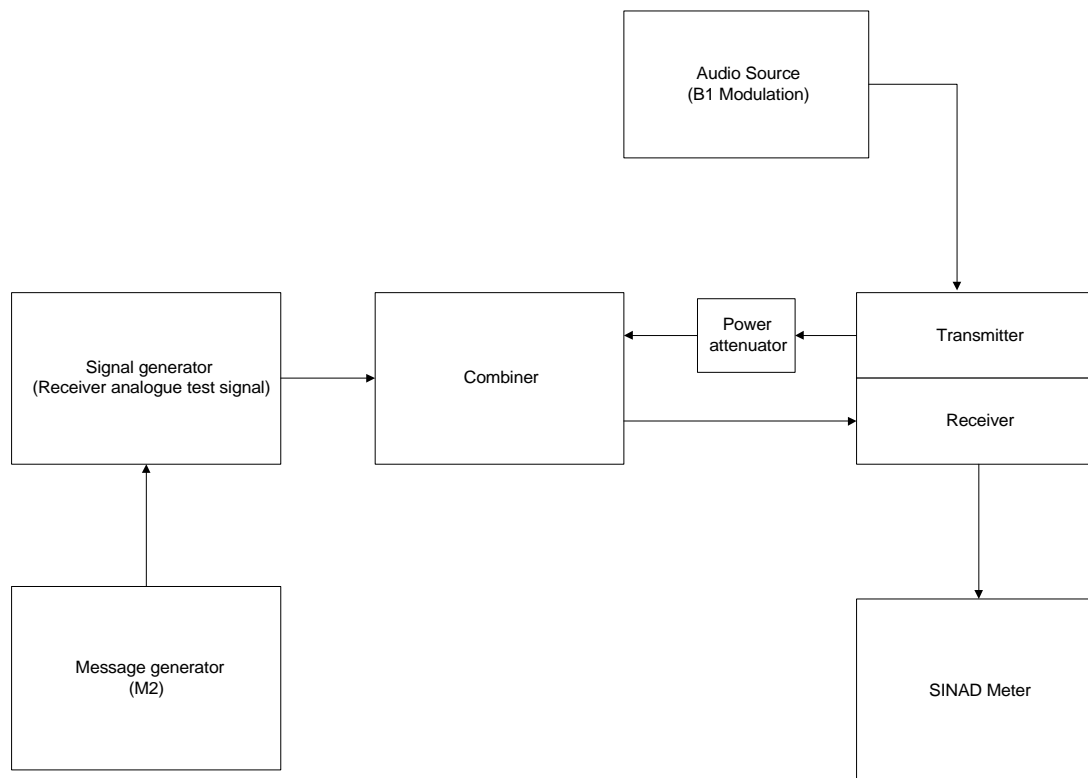 Audio Source
(B1 Modulation)
Power
attenuator
Transmitter
Signal generator
(Receiver analogue test signal)
Combiner
Receiver
Message generator
(M2)
SINAD Meter